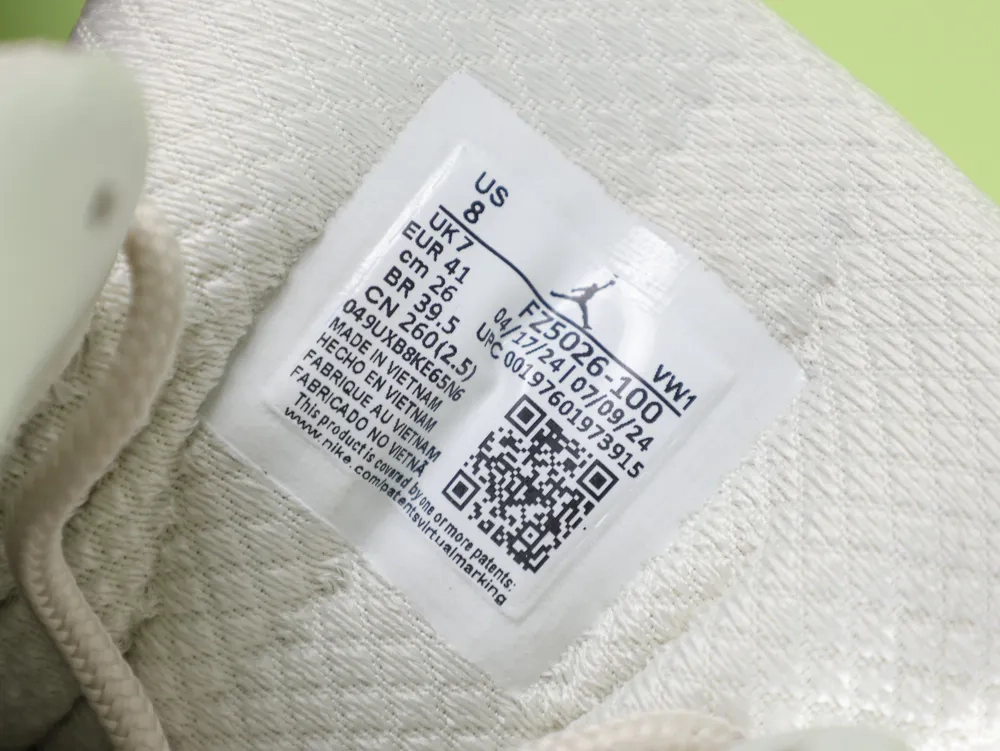 US
8
UK 7
EUR 41
cm 26
BR 39.5
CN 260(2.5)
049UXB8KE65N6
MADE IN VIETNAM
HECHO EN VIETNAM
FABRIQUE AU VIETNAM
FABRICADO NO VIETNÃ
This product is covered by one or more patents:
www.nike.com/patentsvirtualmarking
VW1
FZ5026-100
04/17/24 | 07/09/24
UPC 00197601973915